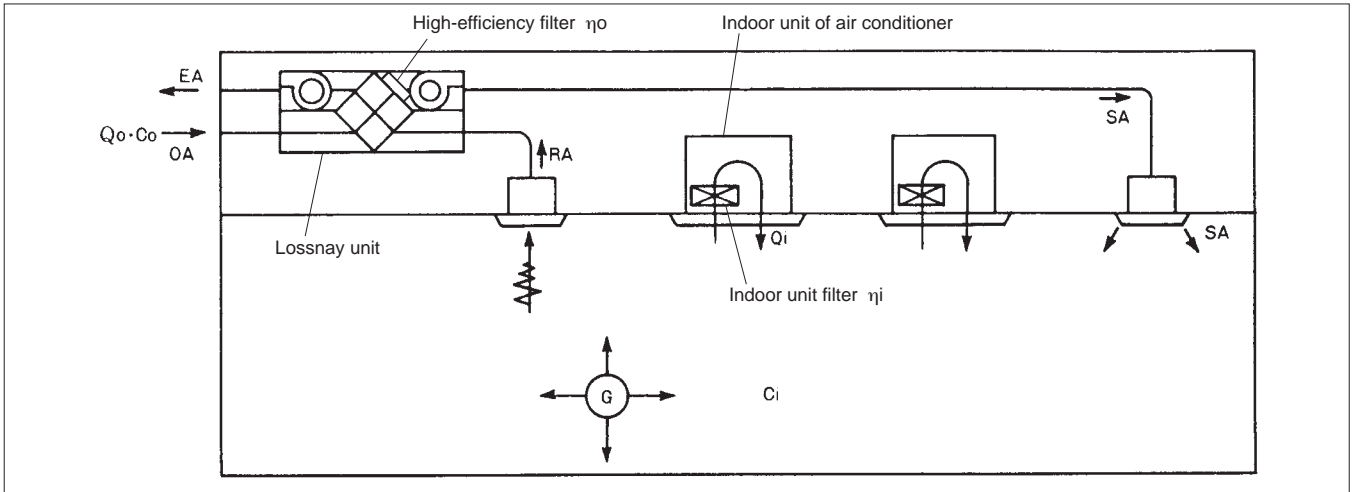 High-efficiency filter ηo
Indoor unit of air conditioner
EA
Qo·Co
OA
RA
SA
Lossnay unit
Qi
SA
Indoor unit filter ηi
G
Ci